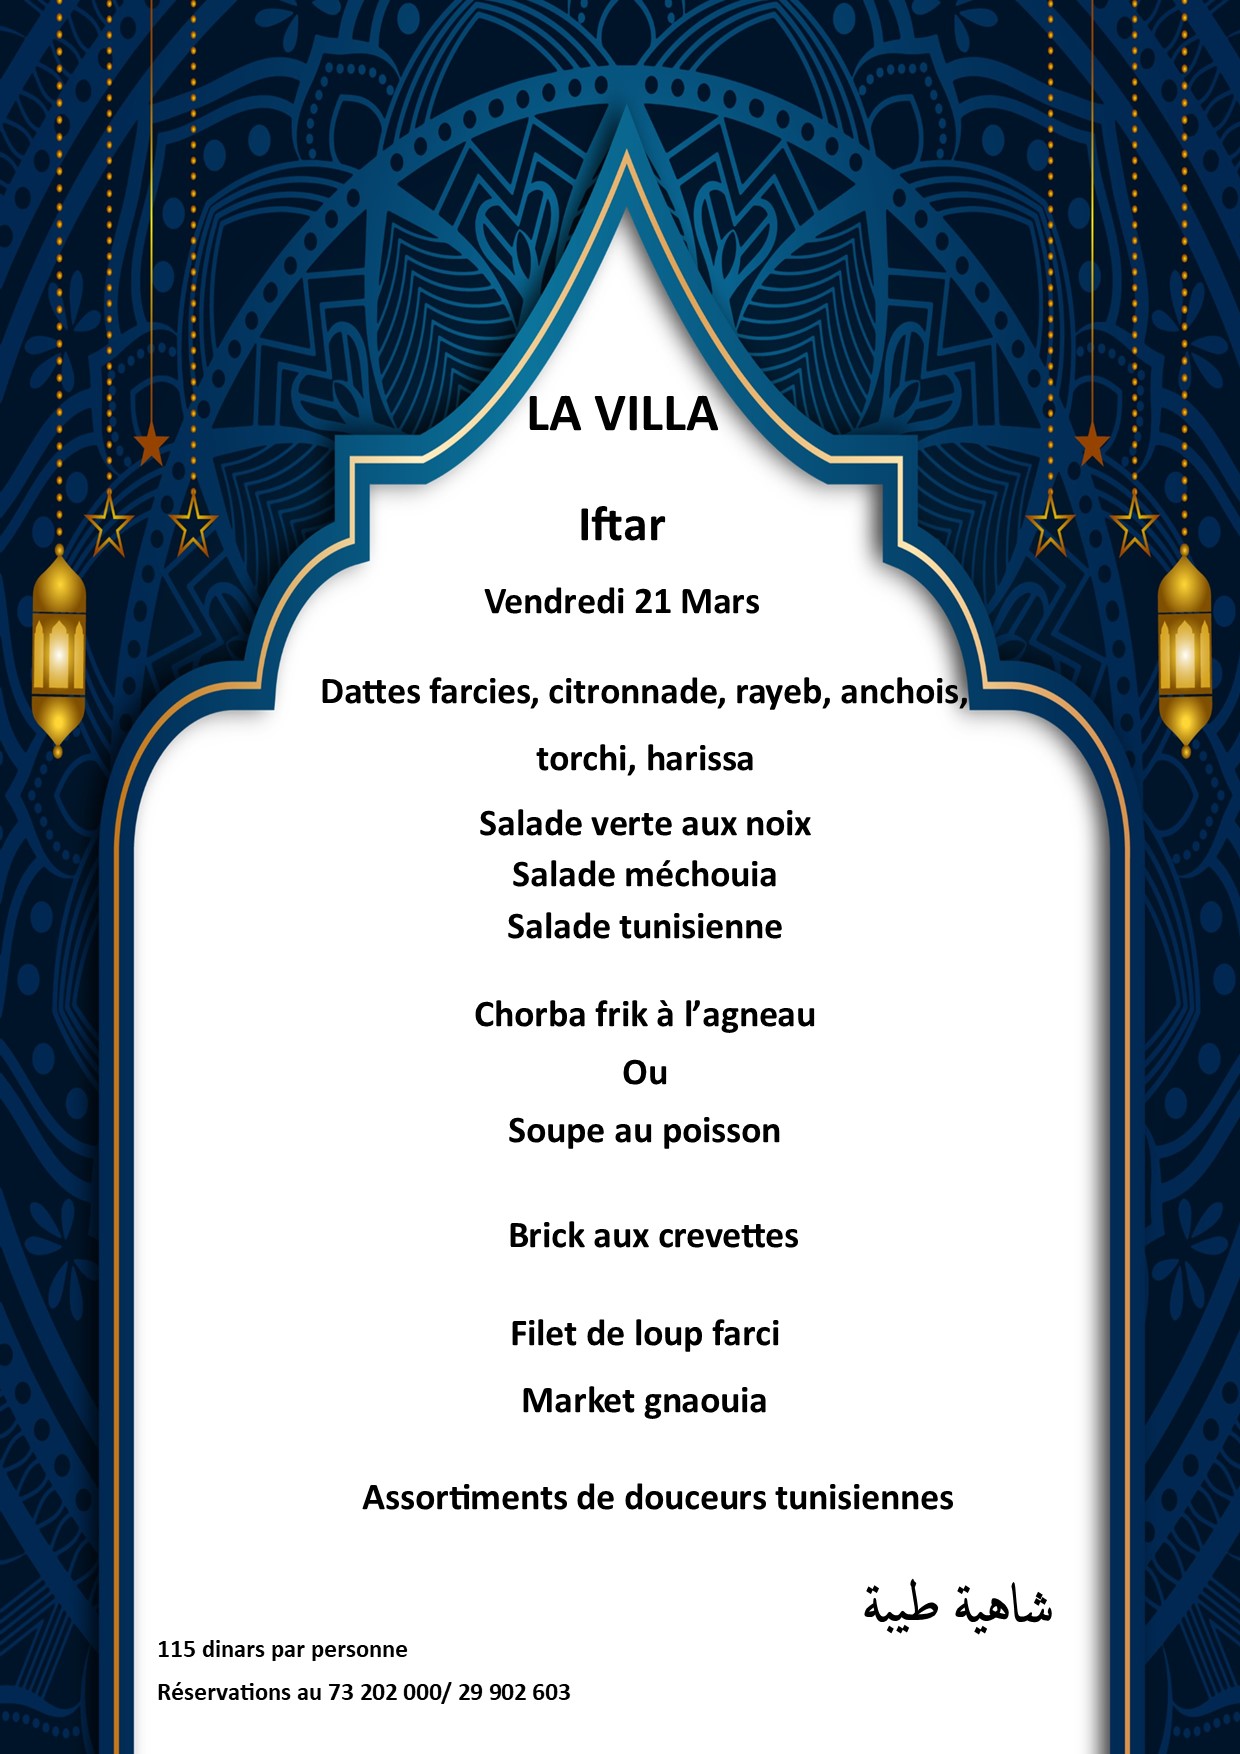 LA VILLA
Iftar
Vendredi 21 Mars
Dattes farcies, citronnade, rayeb, anchois,
torchi, harissa
Salade verte aux noix
Salade méchouia
Salade tunisienne
Chorba frik à l’agneau
Ou
Soupe au poisson
Brick aux crevettes
Filet de loup farci
Market gnaouia
Assortiments de douceurs tunisiennes
شاهية طيبة
115 dinars par personne
Réservations au 73 202 000/ 29 902 603